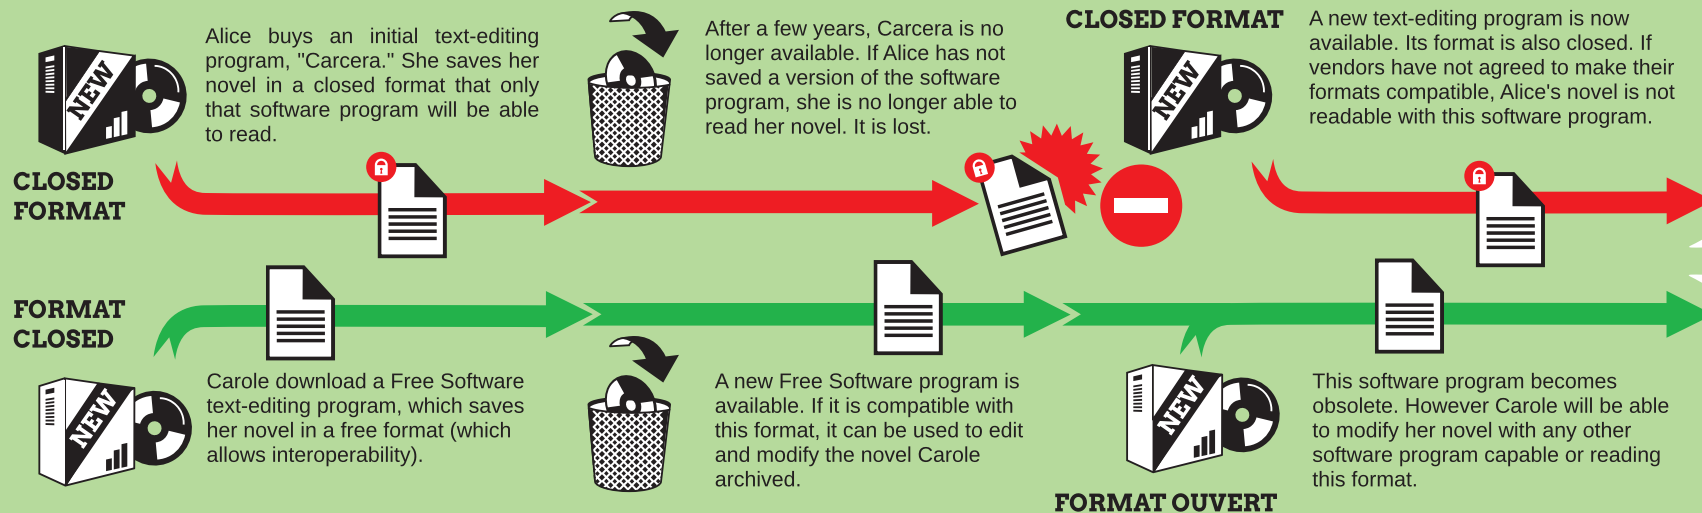 Alice buys an initial text-editing
program, "Carcera." She saves her
novel in a closed format that only
that software program will be able
to read.
NEW
CLOSED
FORMAT
After a few years, Carcera is no
longer available. If Alice has not
saved a version of the software
program, she is no longer able to
read her novel. It is lost.
CLOSED FORMAT
NEW
A new text-editing program is now
available. Its format is also closed. If
vendors have not agreed to make their
formats compatible, Alice's novel is not
readable with this software program.
FORMAT
CLOSED
NEW
Carole download a Free Software
text-editing program, which saves
her novel in a free format (which
allows interoperability).
A new Free Software program is
available. If it is compatible with
this format, it can be used to edit
and modify the novel Carole
archived.
NEW
FORMAT OUVERT
This software program becomes
obsolete. However Carole will be able
to modify her novel with any other
software program capable or reading
this format.